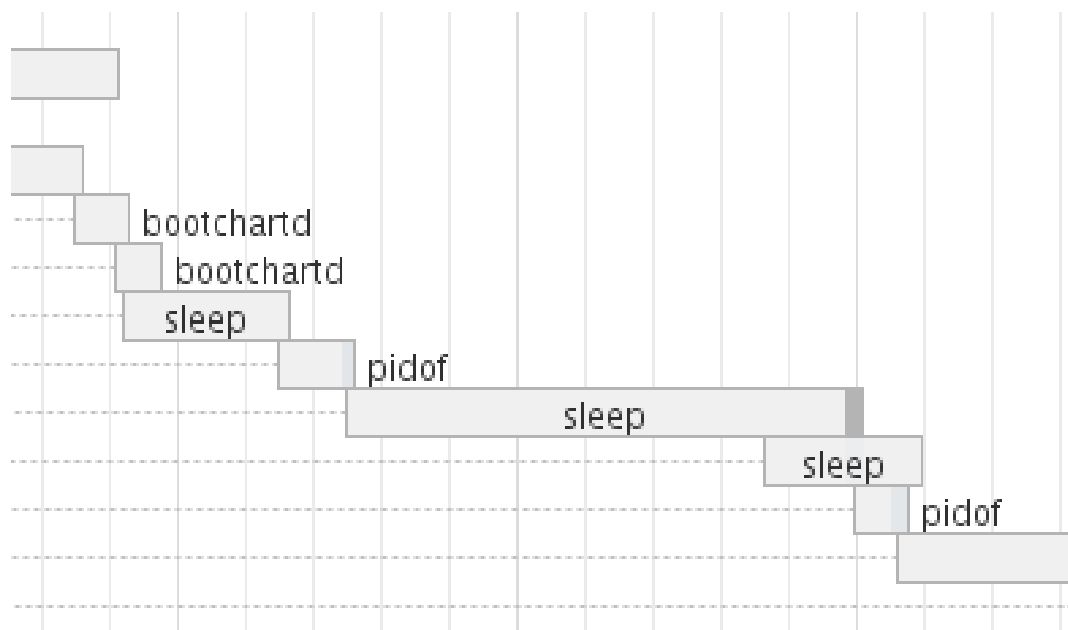 bootchartd
bootchartd
sleep
pidof
sleep
sleep
pidof